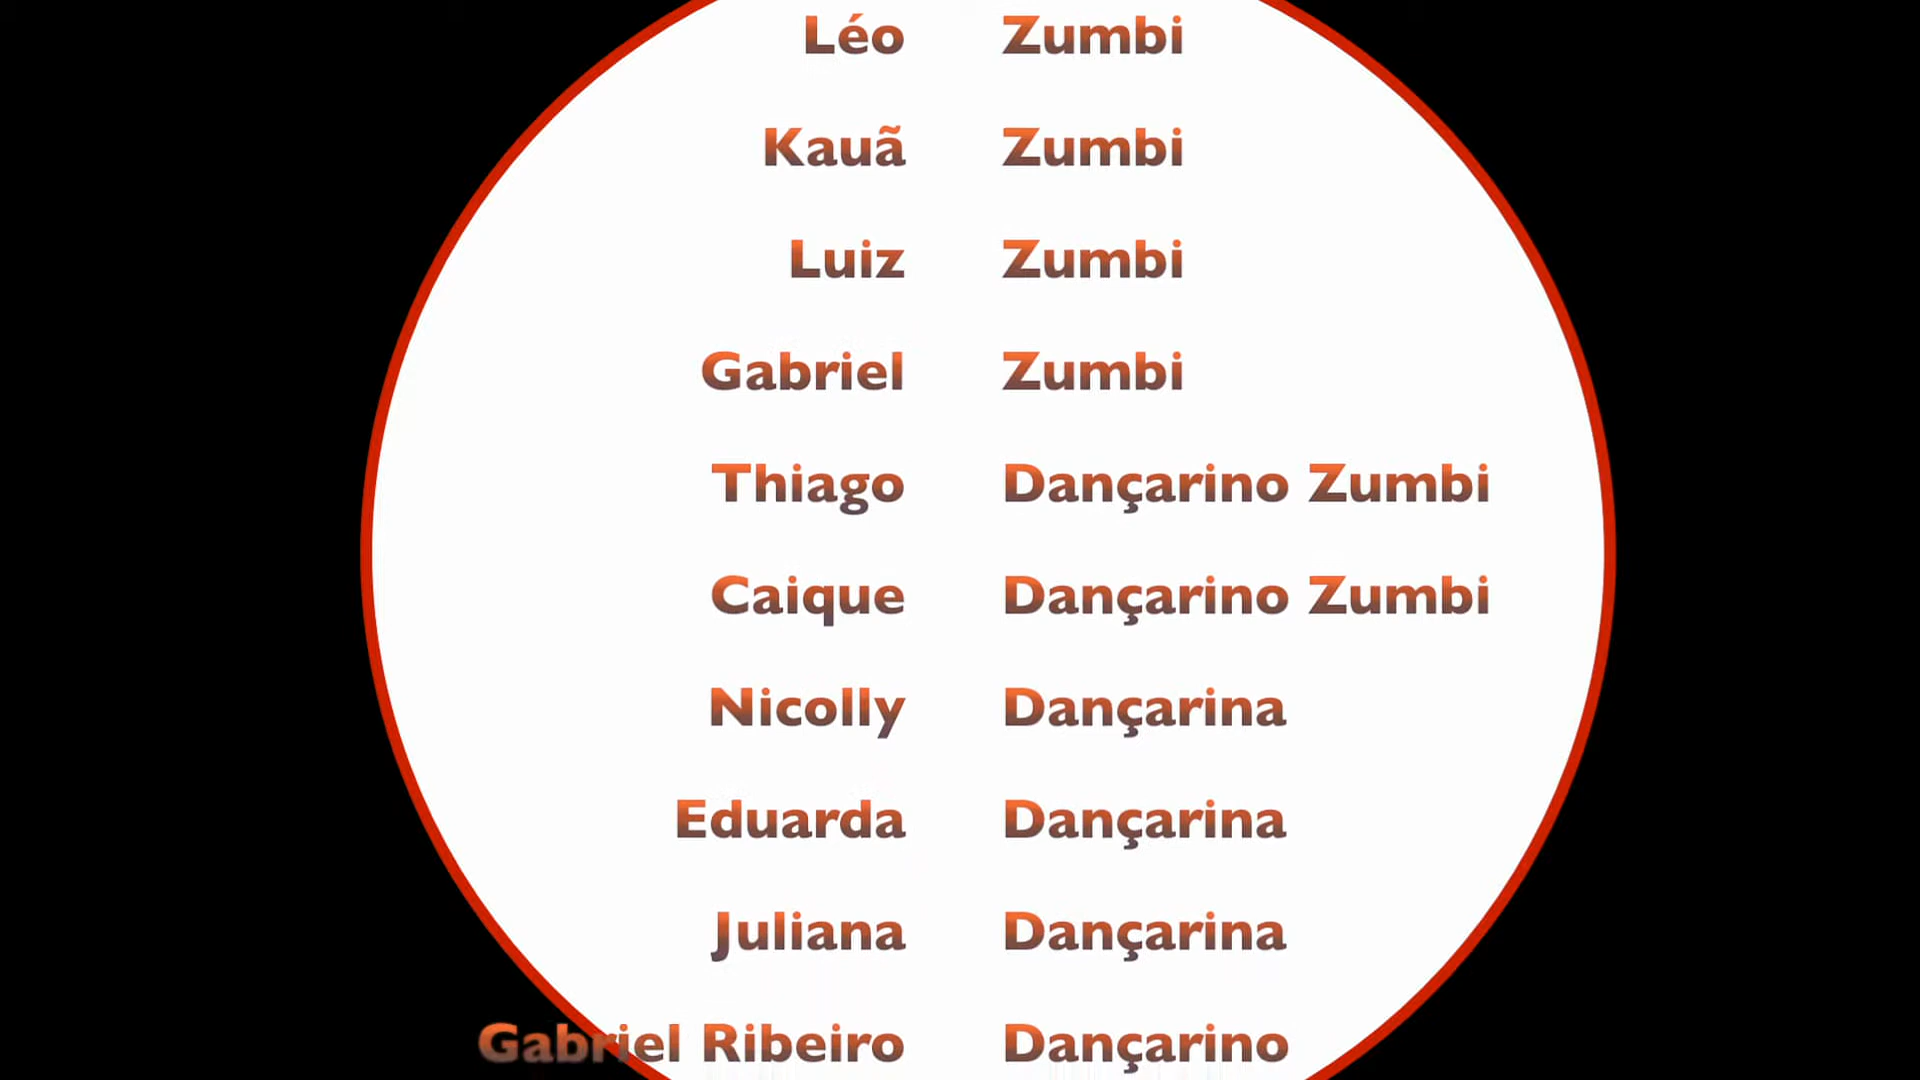 Léo Zumbi
Kauã Zumbi
Luiz Zumbi
Gabriel Zumbi
Thiago Dançarino Zumbi
Caique Dançarino Zumbi
Nicolly Dançarina
Eduarda Dançarina
Juliana Dançarina
Gabriel Ribeiro Dançarino